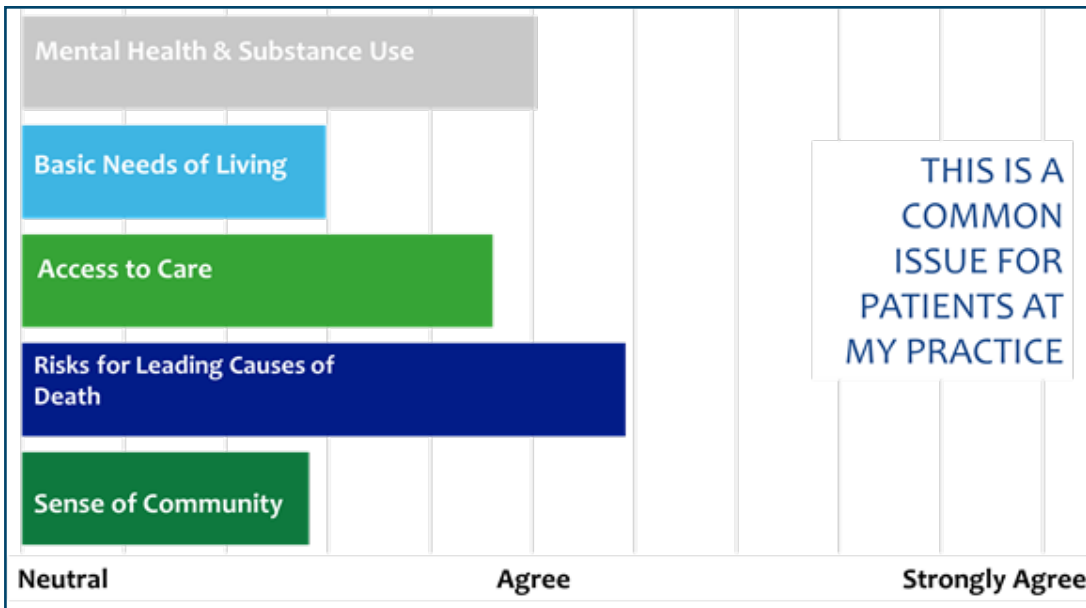 Mental Health & Substance Use
Basic Needs of Living
Access to Care
Risks for Leading Causes of
Death
Sense of Community
THIS IS A
COMMON
ISSUE FOR
PATIENTS AT
MY PRACTICE
Neutral Agree Strongly Agree